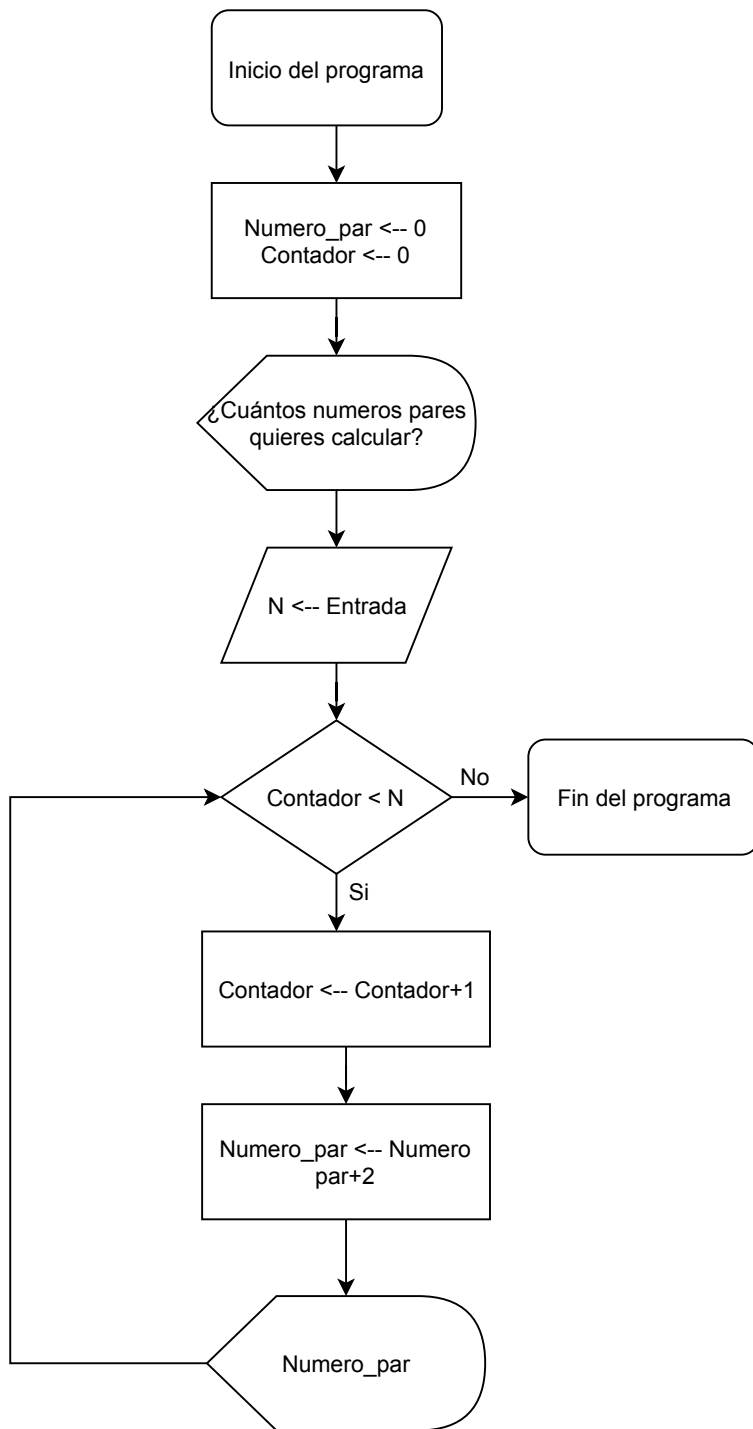 Inicio del programa
Numero_par <-- 0
Contador <-- 0
¿Cuántos numeros pares
quieres calcular?
N <-- Entrada
Contador < N
No
Fin del programa
Si
Contador <-- Contador+1
Numero_par <-- Numero
par+2
Numero_par